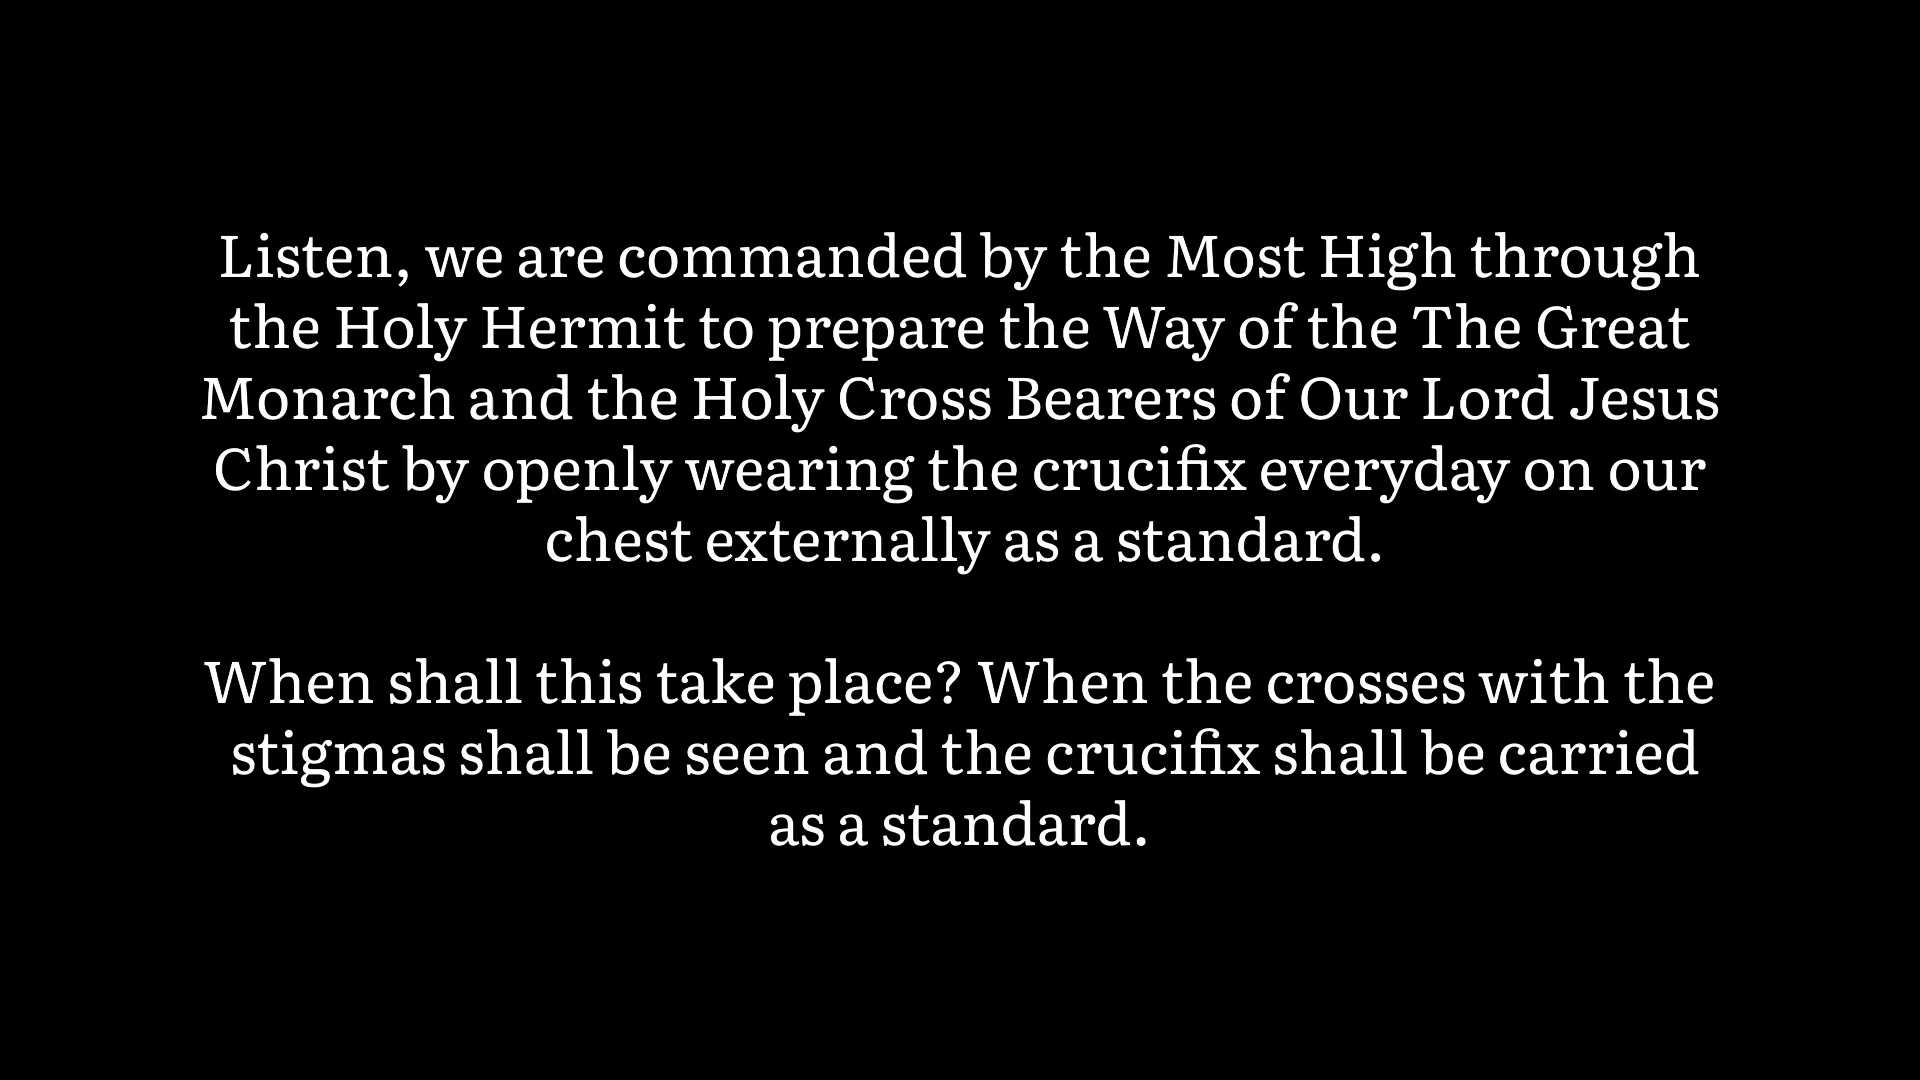 Listen, we are commanded by the Most High through
the Holy Hermit to prepare the Way of the The Great
Monarch and the Holy Cross Bearers of Our Lord Jesus
Christ by openly wearing the crucifix everyday on our
chest externally as a standard.
When shall this take place? When the crosses with the
stigmas shall be seen and the crucifix shall be carried
as a standard.